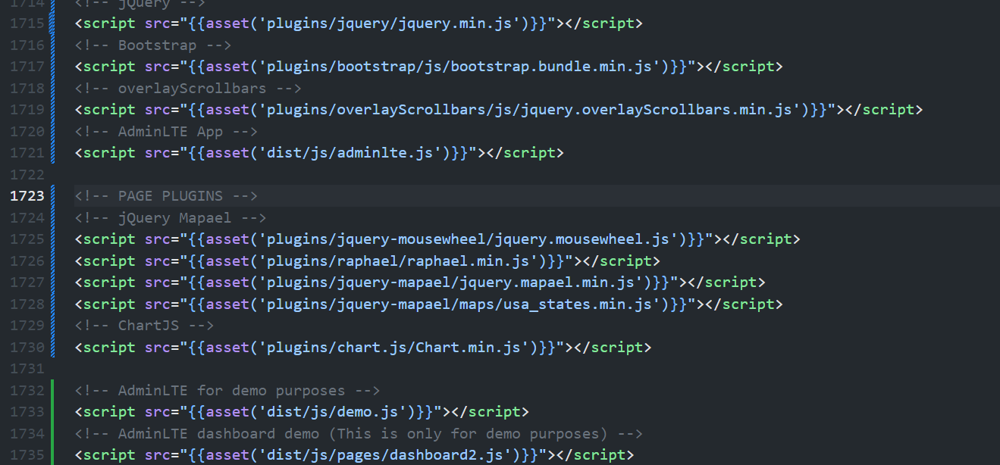 1714 <!-- jQuery -->
1715 <script src="{{asset('plugins/jquery/jquery.min.js')}}"></script>
1716 <!-- Bootstrap -->
1717 <script src="{{asset('plugins/bootstrap/js/bootstrap.bundle.min.js')}}"></script>
1718 <!-- overlayScrollbars -->
1719 <script src="{{asset('plugins/overlayScrollbars/js/jquery.overlayScrollbars.min.js')}}"></script>
1720 <!-- AdminLTE App -->
1721 <script src="{{asset('dist/js/adminlte.js')}}"></script>
1722
1723 <!-- PAGE PLUGINS -->
1724 <!-- jQuery Mapael -->
1725 <script src="{{asset('plugins/jquery-mousewheel/jquery.mousewheel.js')}}"></script>
1726 <script src="{{asset('plugins/raphael/raphael.min.js')}}"></script>
1727 <script src="{{asset('plugins/jquery-mapael/jquery.mapael.min.js')}}"></script>
1728 <script src="{{asset('plugins/jquery-mapael/maps/usa_states.min.js')}}"></script>
1729 <!-- ChartJS -->
1730 <script src="{{asset('plugins/chart.js/Chart.min.js')}}"></script>
1731
1732 <!-- AdminLTE for demo purposes -->
1733 <script src="{{asset('dist/js/demo.js')}}"></script>
1734 <!-- AdminLTE dashboard demo (This is only for demo purposes) -->
1735 <script src="{{asset('dist/js/pages/dashboard2.js')}}"></script>